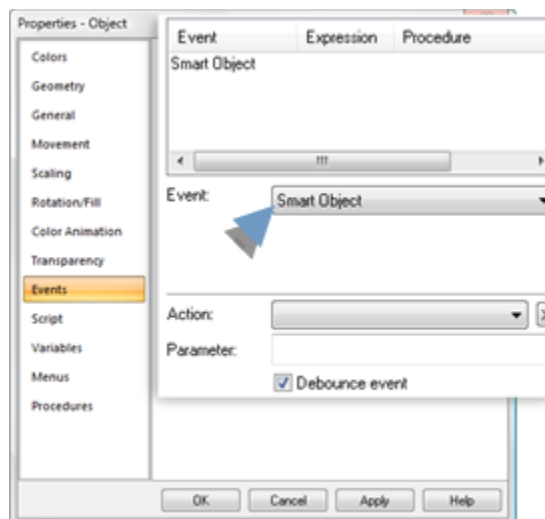 Properties - Object
Colors
Geometry
General
Movement
Scaling
Rotation/Fill
Color Animation
Transparency
Events
Script
Variables
Menus
Procedures
Event Expression Procedure
Smart Object
Event: Smart Object
Action:
Parameter:
Debounce event
OK Cancel Apply Help